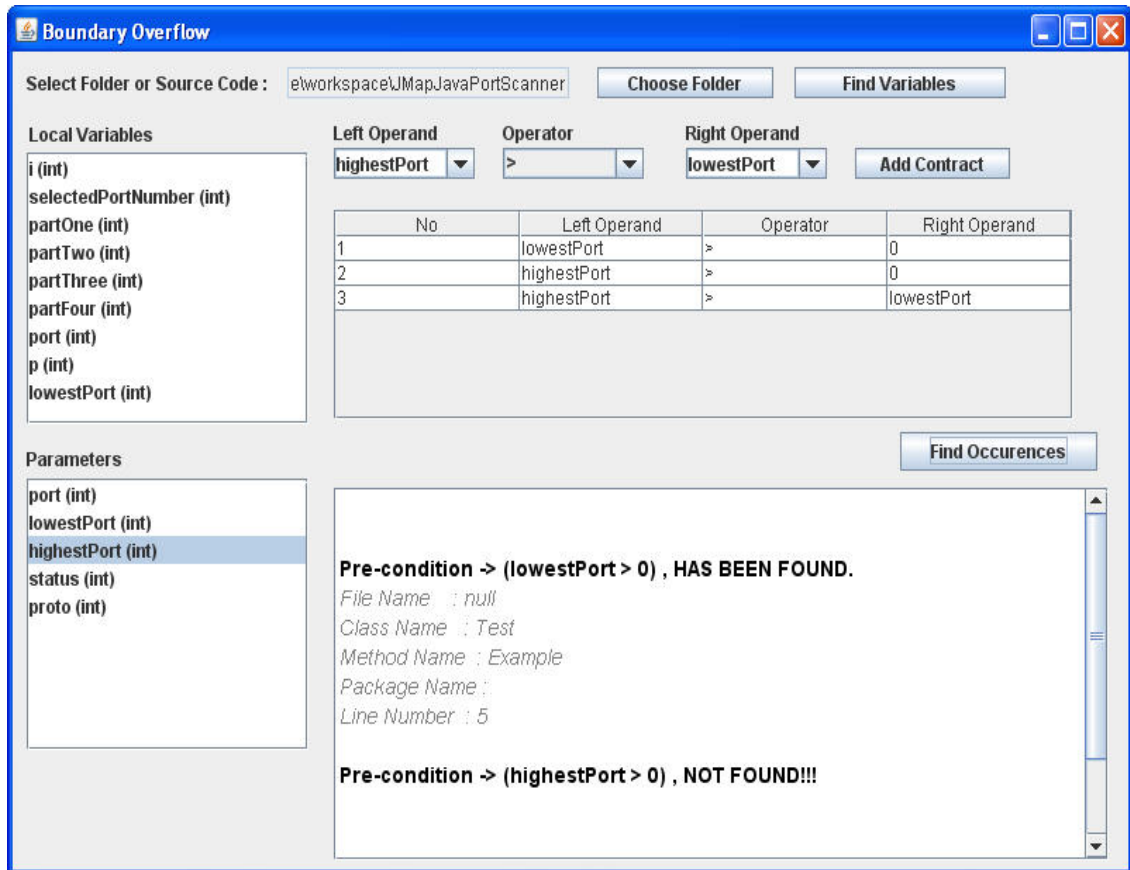 Boundary Overflow
Select Folder or Source Code : e\workspace\JMapJavaPortScanner Choose Folder Find Variables
Local Variables
i (int)
selectedPortNumber (int)
partOne (int)
partTwo (int)
partThree (int)
partFour (int)
port (int)
p (int)
lowestPort (int)
Left Operand Operator Right Operand
highestPort > lowestPort Add Contract
No Left Operand Operator Right Operand
1 lowestPort > 0
2 highestPort > 0
3 highestPort > lowestPort
Find Occurences
Parameters
port (int)
lowestPort (int)
highestPort (int)
status (int)
proto (int)
Pre-condition -> (lowestPort > 0) , HAS BEEN FOUND.
File Name : null
Class Name : Test
Method Name : Example
Package Name :
Line Number : 5
Pre-condition -> (highestPort > 0) , NOT FOUND!!!